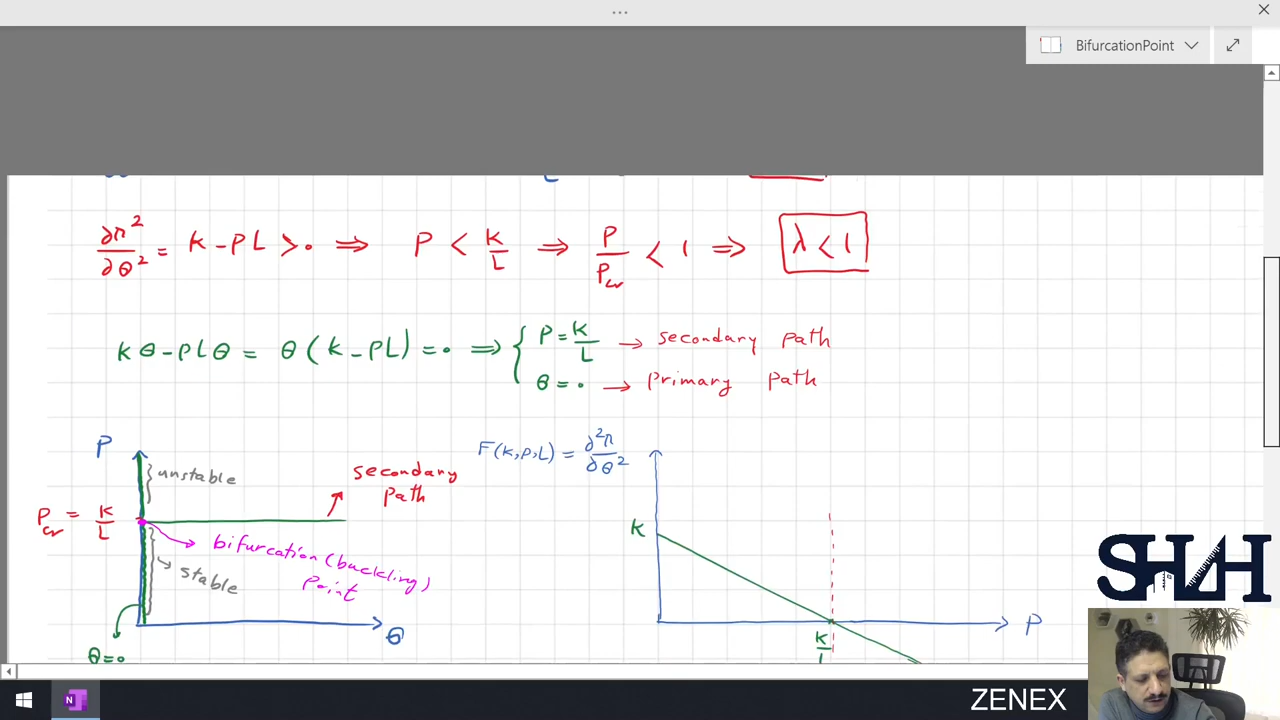 BifurcationPoint
∂π²/∂θ² = K - PL > 0 ⟹ P < K/L ⟹ P/Pcr < 1 ⟹ λ < 1
Kθ - PLθ = θ(K - PL) = 0 ⟹ { P = K/L → secondary path
θ = 0 → primary path
P
unstable
secondary
path
Pcr = K/L
bifurcation (buckling)
point
stable
θ
θ = 0
F(K, P, L) = ∂²π/∂θ²
K
K/L
P
SHLH
ZENEX